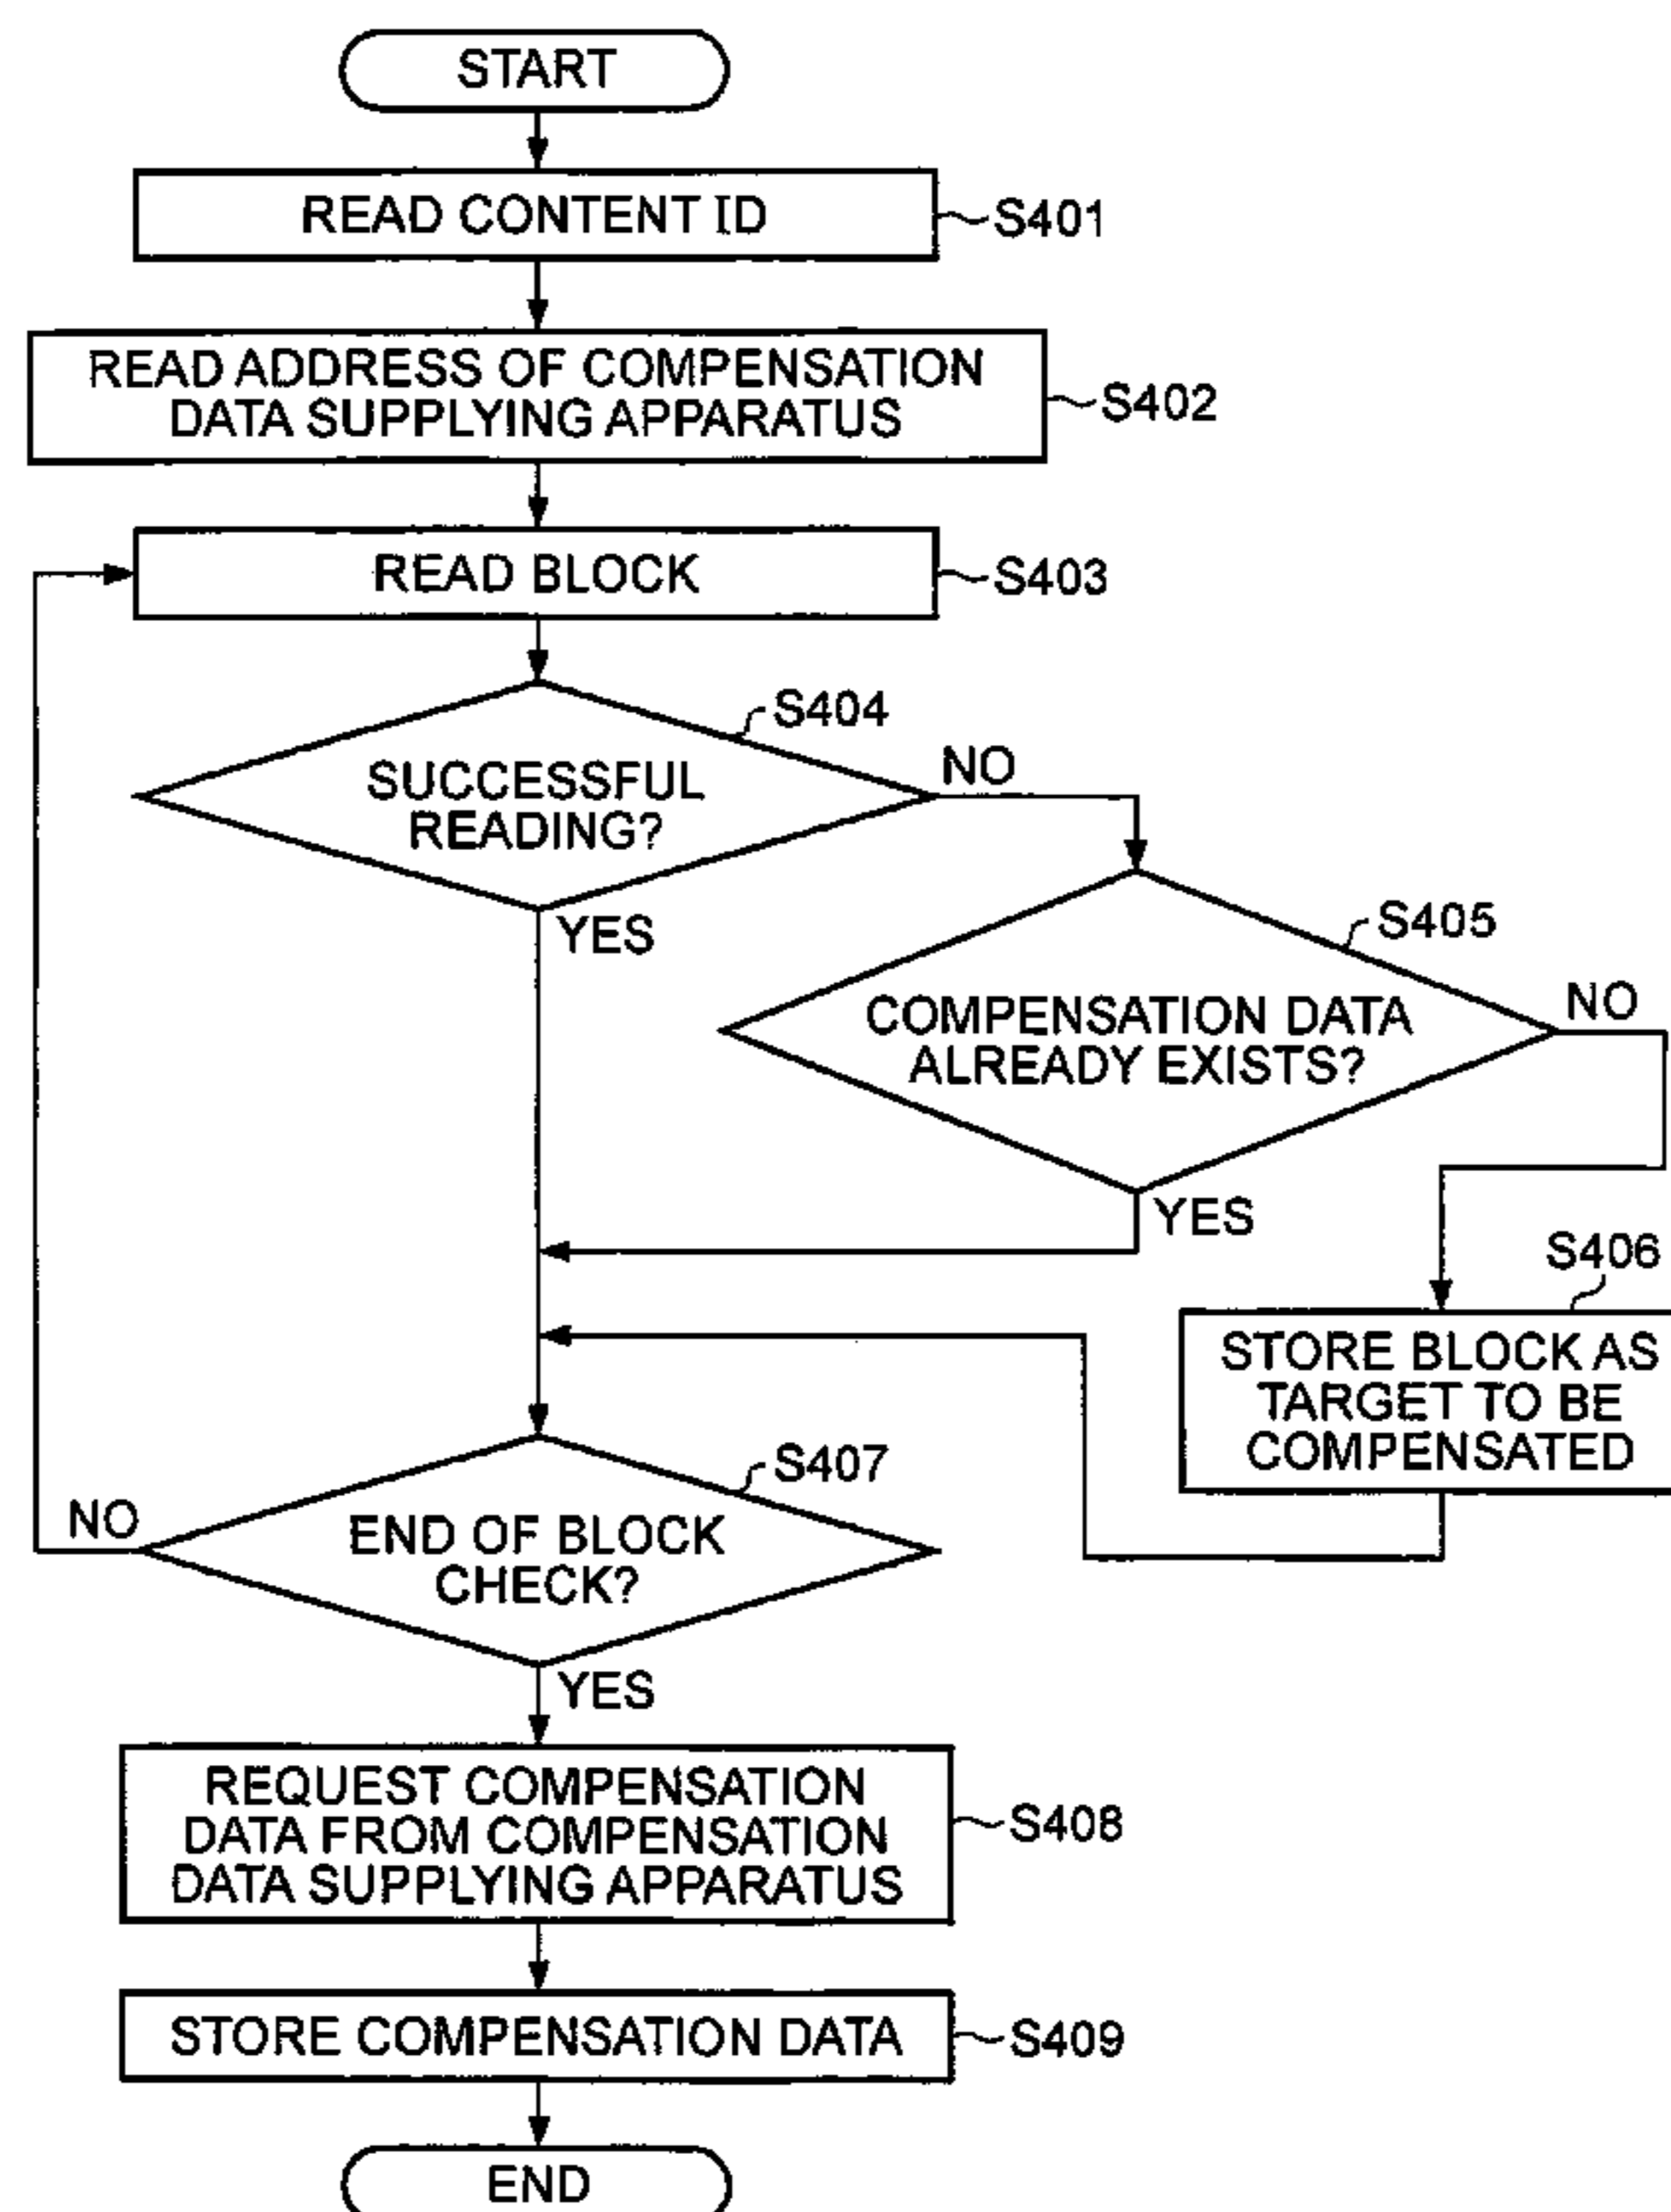 START
READ CONTENT ID
S401
READ ADDRESS OF COMPENSATION
DATA SUPPLYING APPARATUS
S402
READ BLOCK
S403
S404
SUCCESSFUL
READING?
NO
YES
S405
COMPENSATION DATA
ALREADY EXISTS?
NO
YES
S406
STORE BLOCK AS
TARGET TO BE
COMPENSATED
S407
END OF BLOCK
CHECK?
NO
YES
REQUEST COMPENSATION
DATA FROM COMPENSATION
DATA SUPPLYING APPARATUS
S408
STORE COMPENSATION DATA
S409
END